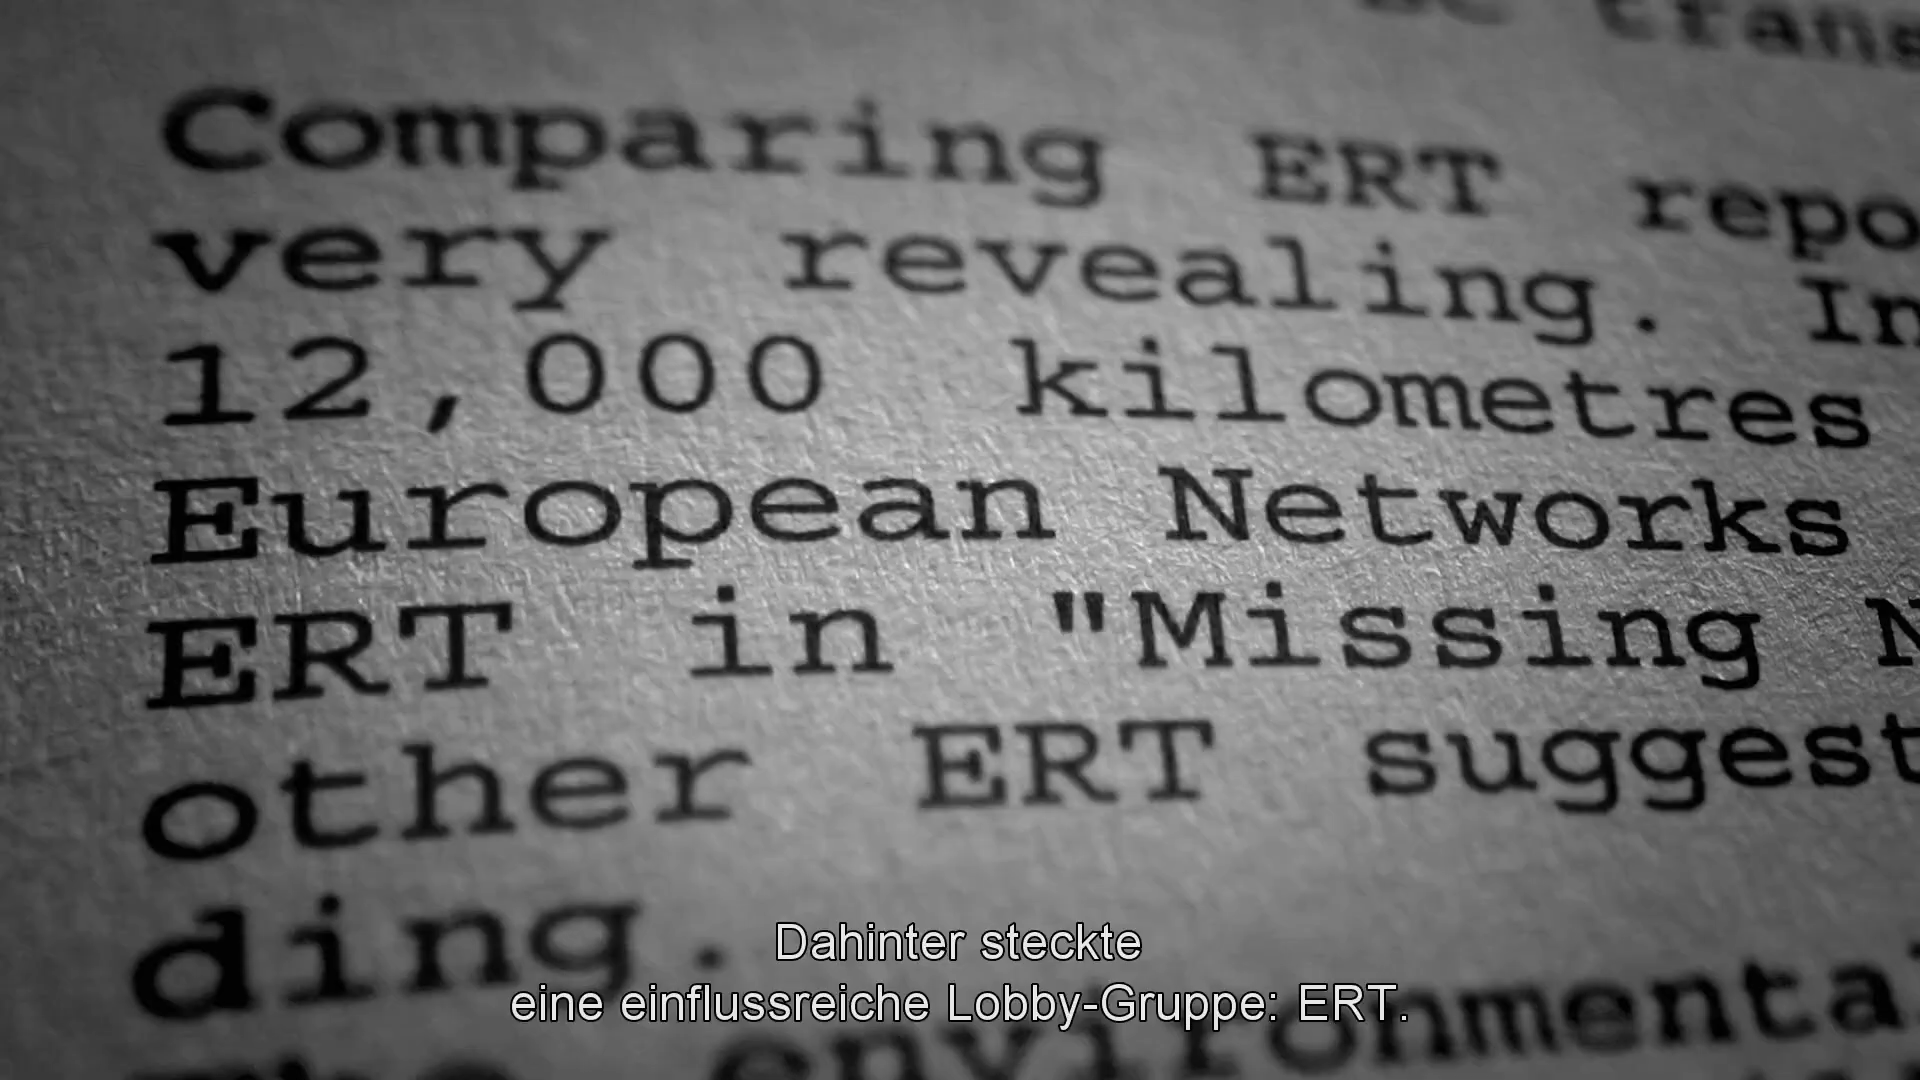 Comparing ERT
very revealing. In
12,000 kilometres
European Networks
ERT in "Missing
other ERT suggest
ding.
environmental
Dahinter steckte
eine einflussreiche Lobby-Gruppe: ERT.